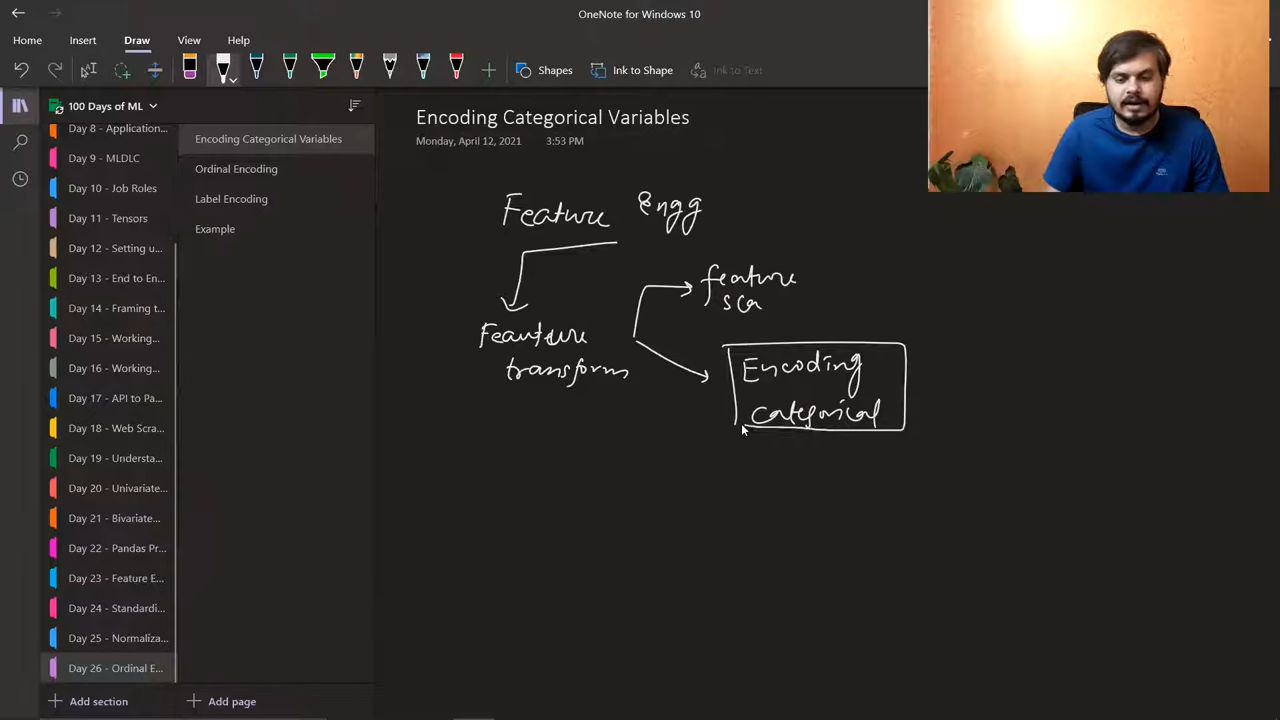 OneNote for Windows 10
Home Insert Draw View Help
Shapes Ink to Shape Ink to Text
100 Days of ML
Day 8 - Application...
Day 9 - MLDLC
Day 10 - Job Roles
Day 11 - Tensors
Day 12 - Setting u...
Day 13 - End to En...
Day 14 - Framing t...
Day 15 - Working...
Day 16 - Working...
Day 17 - API to Pa...
Day 18 - Web Scra...
Day 19 - Understa...
Day 20 - Univariate...
Day 21 - Bivariate...
Day 22 - Pandas Pr...
Day 23 - Feature E...
Day 24 - Standardi...
Day 25 - Normaliza...
Day 26 - Ordinal E...
Add section
Encoding Categorical Variables
Ordinal Encoding
Label Encoding
Example
Add page
Encoding Categorical Variables
Monday, April 12, 2021 3:53 PM
Feature Engg
feature
sca
Feauture
transform
Encoding
categorical